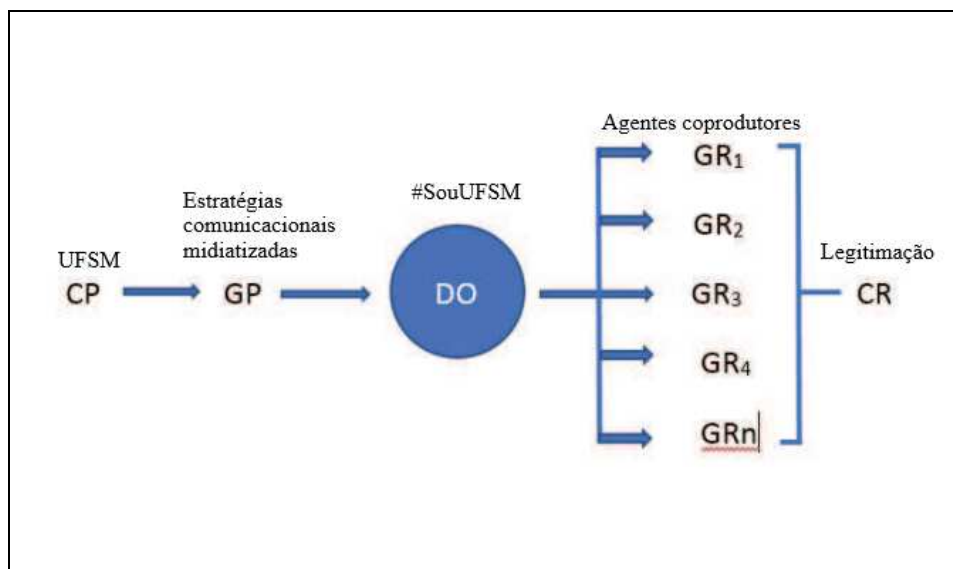 Agentes coprodutores
GR1
#SouUFSM
Estratégias
comunicacionais
midiatizadas
GR2
UFSM
Legitimação
CP
GP
DO
GR3
CR
GR4
GRn